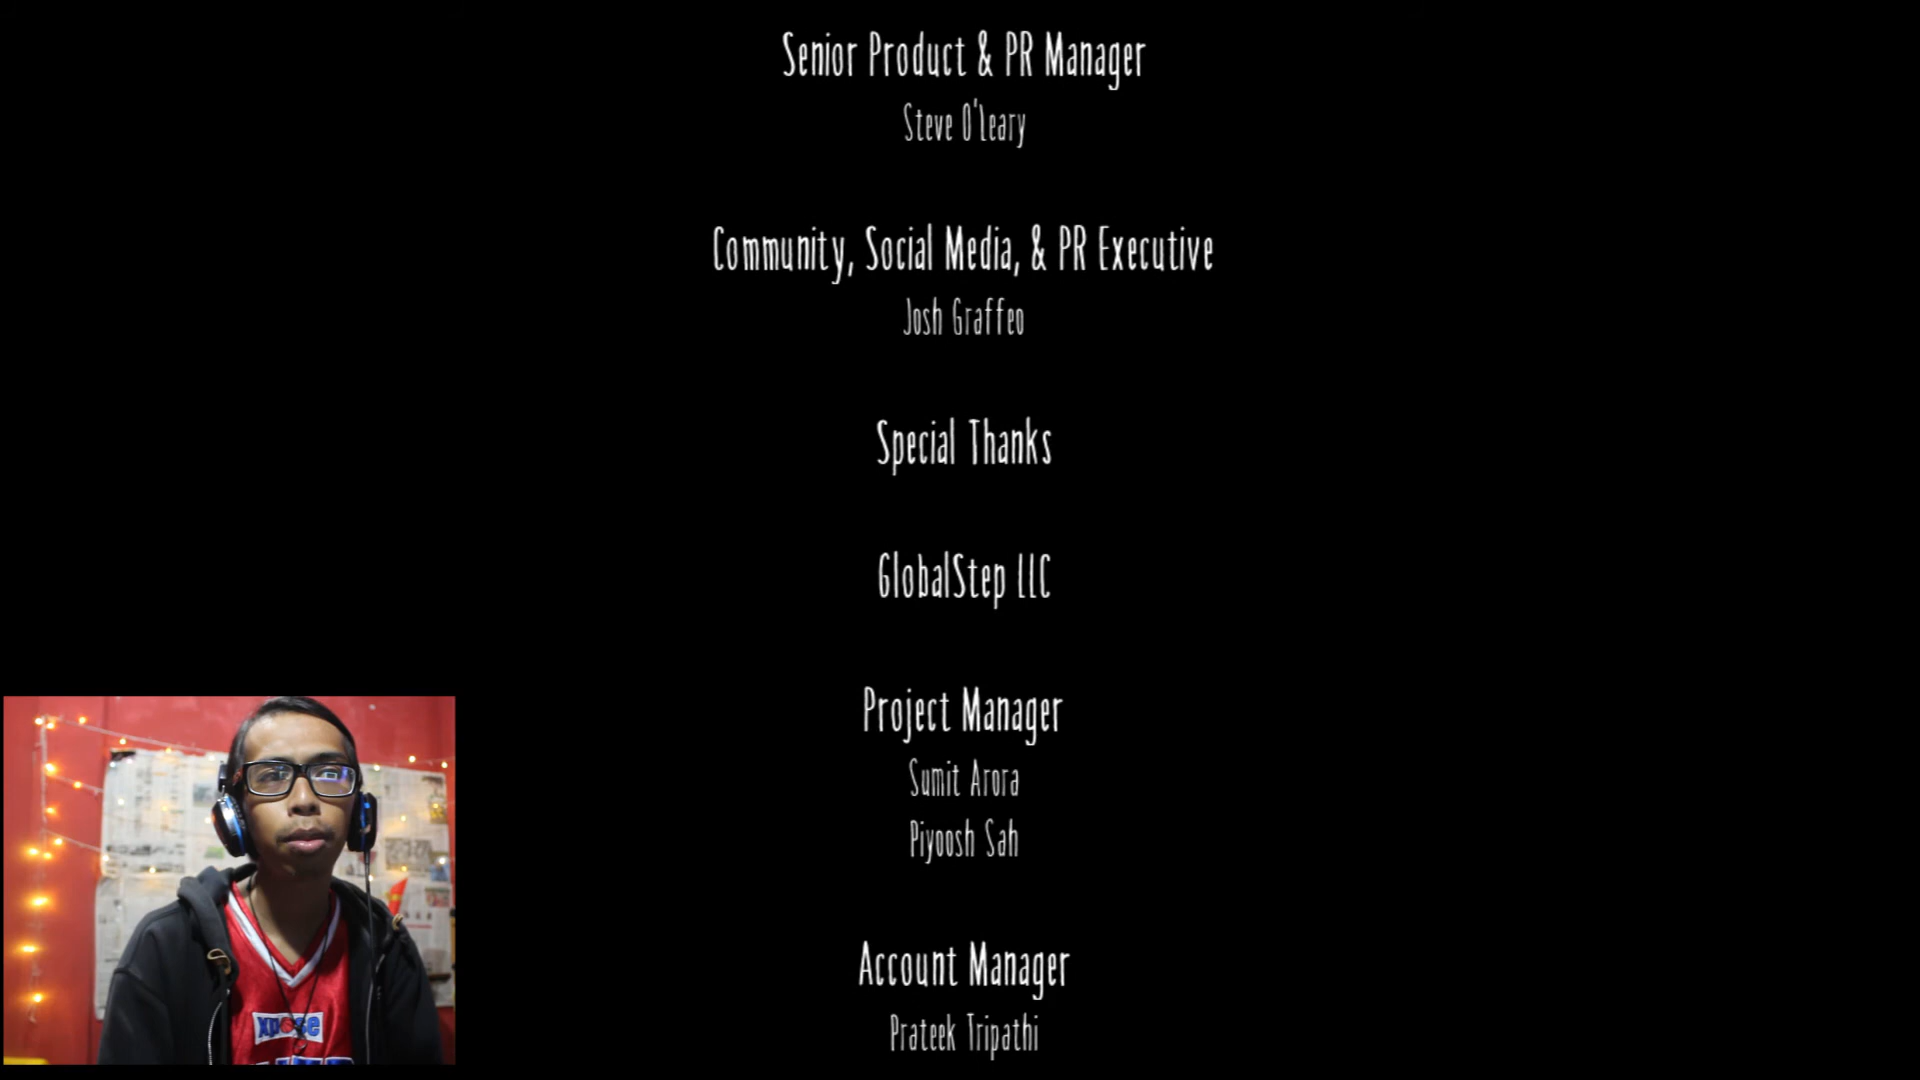 Senior Product & PR Manager
Steve O'Leary
Community, Social Media, & PR Executive
Josh Graffeo
Special Thanks
GlobalStep LLC
Project Manager
Sumit Arora
Piyoosh Sah
Account Manager
Prateek Tripathi